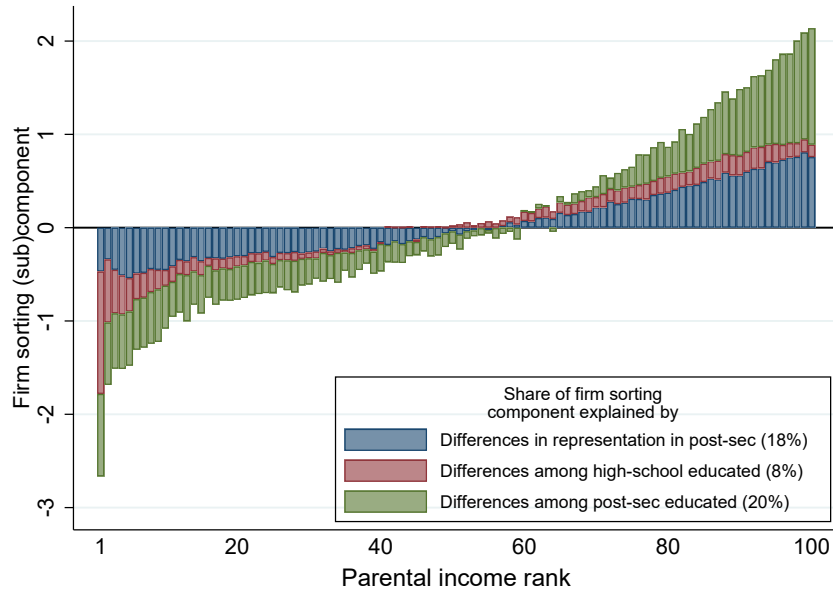 Firm sorting (sub)component
2
1
0
-1
-2
-3
Share of firm sorting
component explained by
Differences in representation in post-sec (18%)
Differences among high-school educated (8%)
Differences among post-sec educated (20%)
1 20 40 60 80 100
Parental income rank